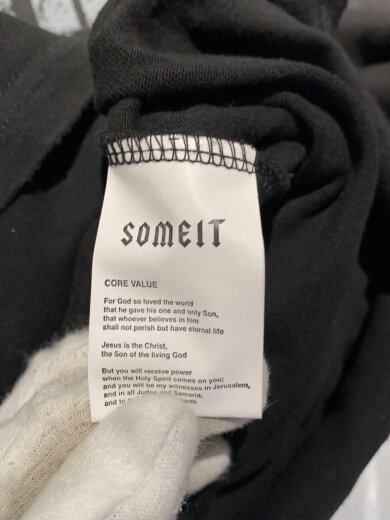 SOMEIT
CORE VALUE
For God so loved the world
that he gave his one and only Son,
that whoever believes in him
shall not perish but have eternal life
Jesus is the Christ,
the Son of the living God
But you will receive power
when the Holy Spirit comes on you;
and you will be my witnesses in Jerusalem,
and in all Judea and Samaria,
and to